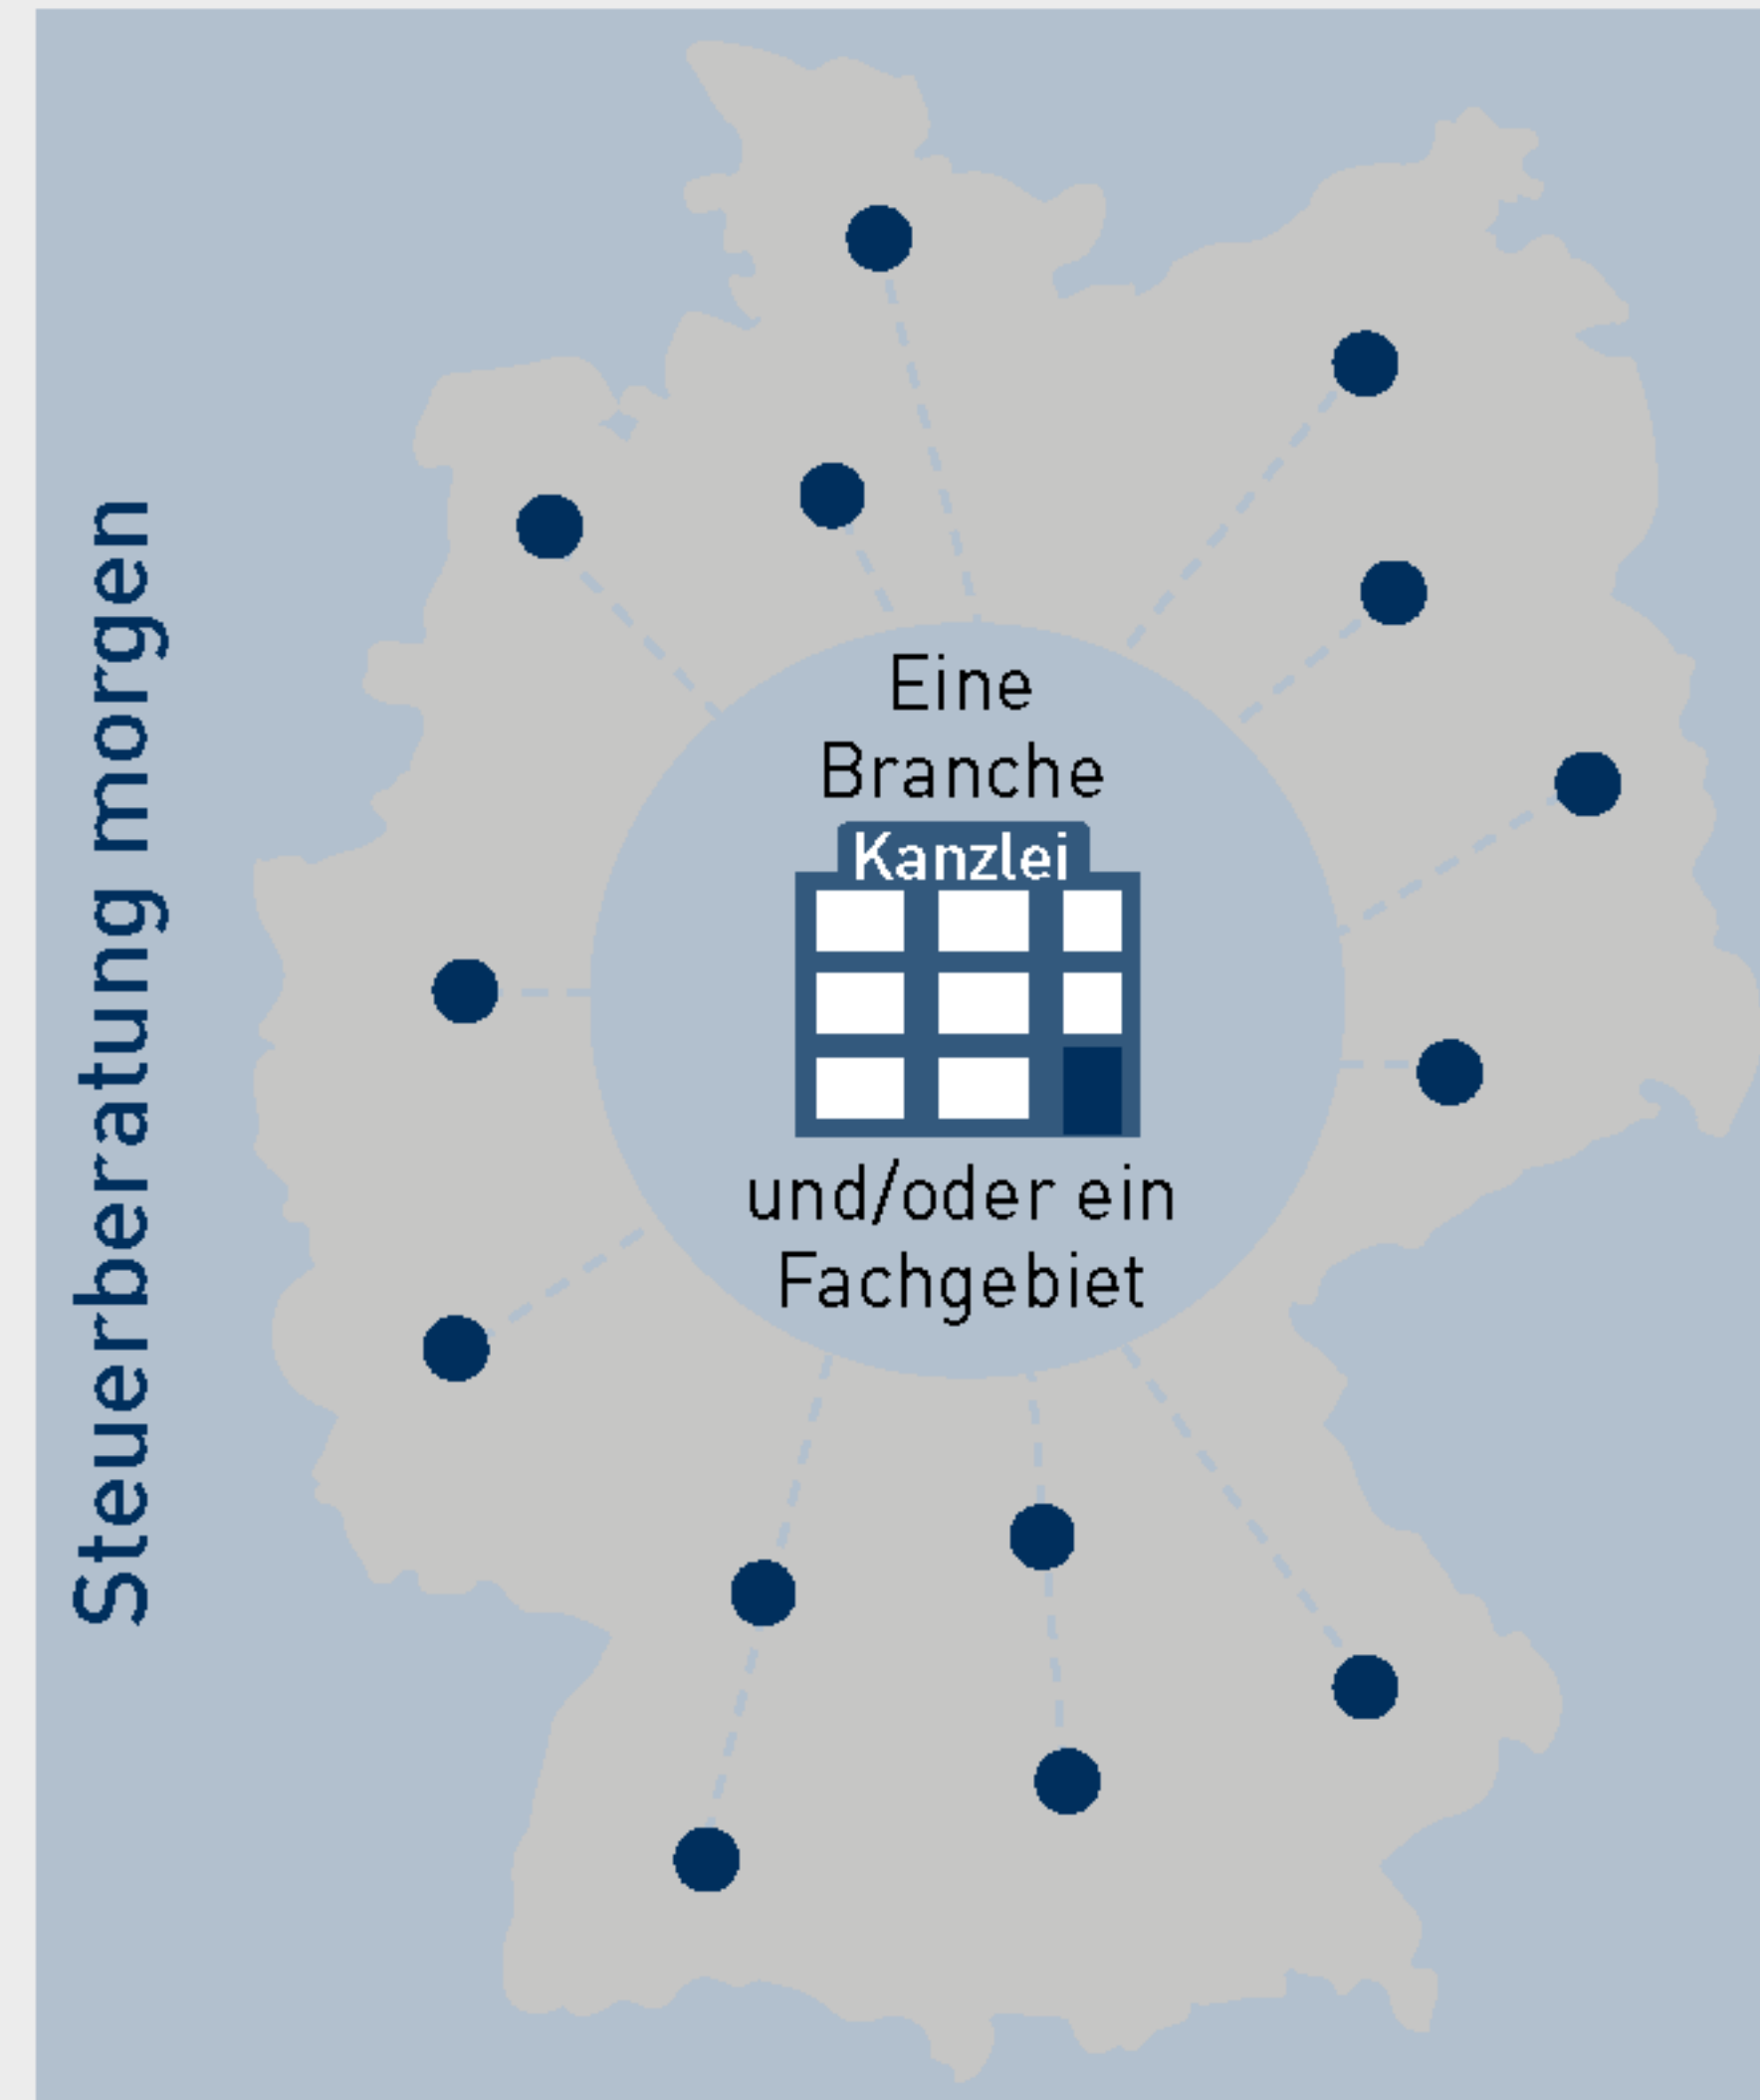 Steuerberatung morgen
Eine
Branche
Kanzlei
und/oder ein
Fachgebiet